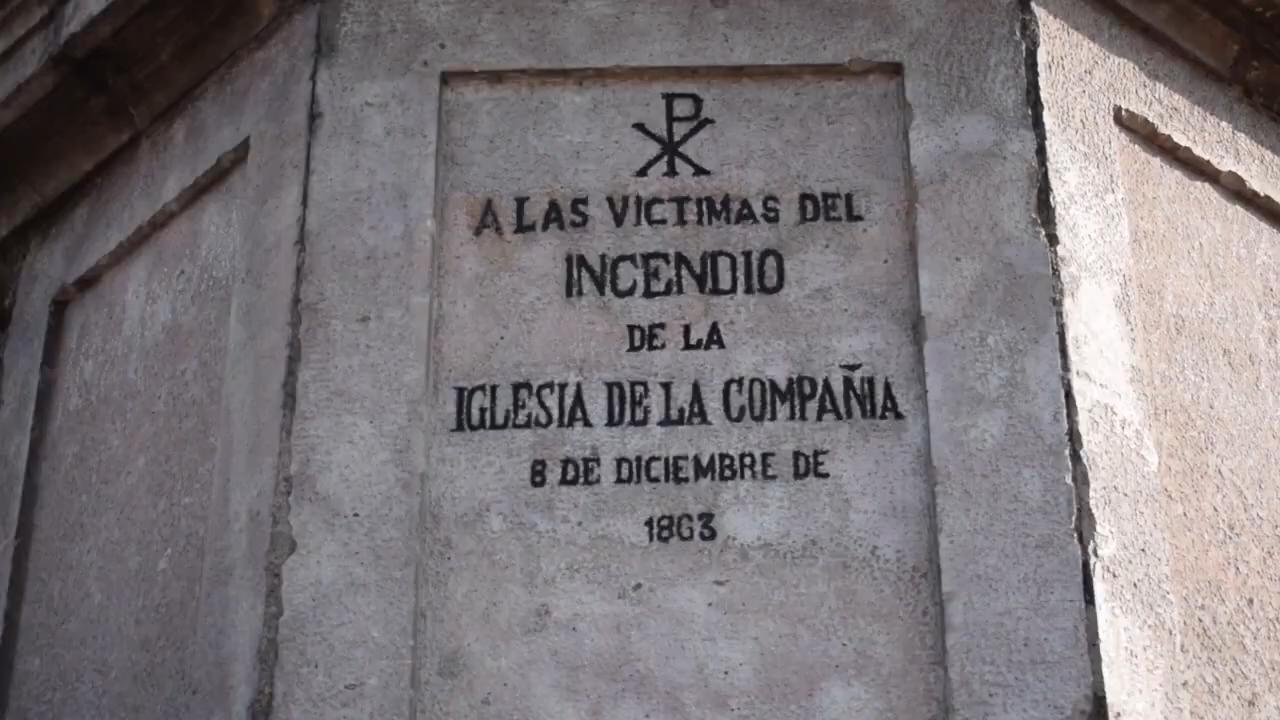 A LAS VICTIMAS DEL
INCENDIO
DE LA
IGLESIA DE LA COMPAÑIA
8 DE DICIEMBRE DE
1863